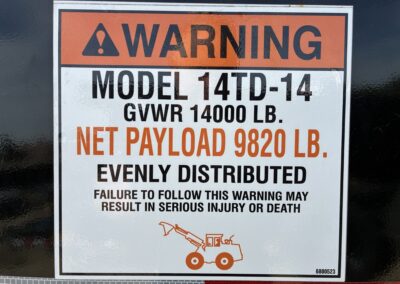 WARNING
MODEL 14TD-14
GVWR 14000 LB.
NET PAYLOAD 9820 LB.
EVENLY DISTRIBUTED
FAILURE TO FOLLOW THIS WARNING MAY
RESULT IN SERIOUS INJURY OR DEATH
6080523